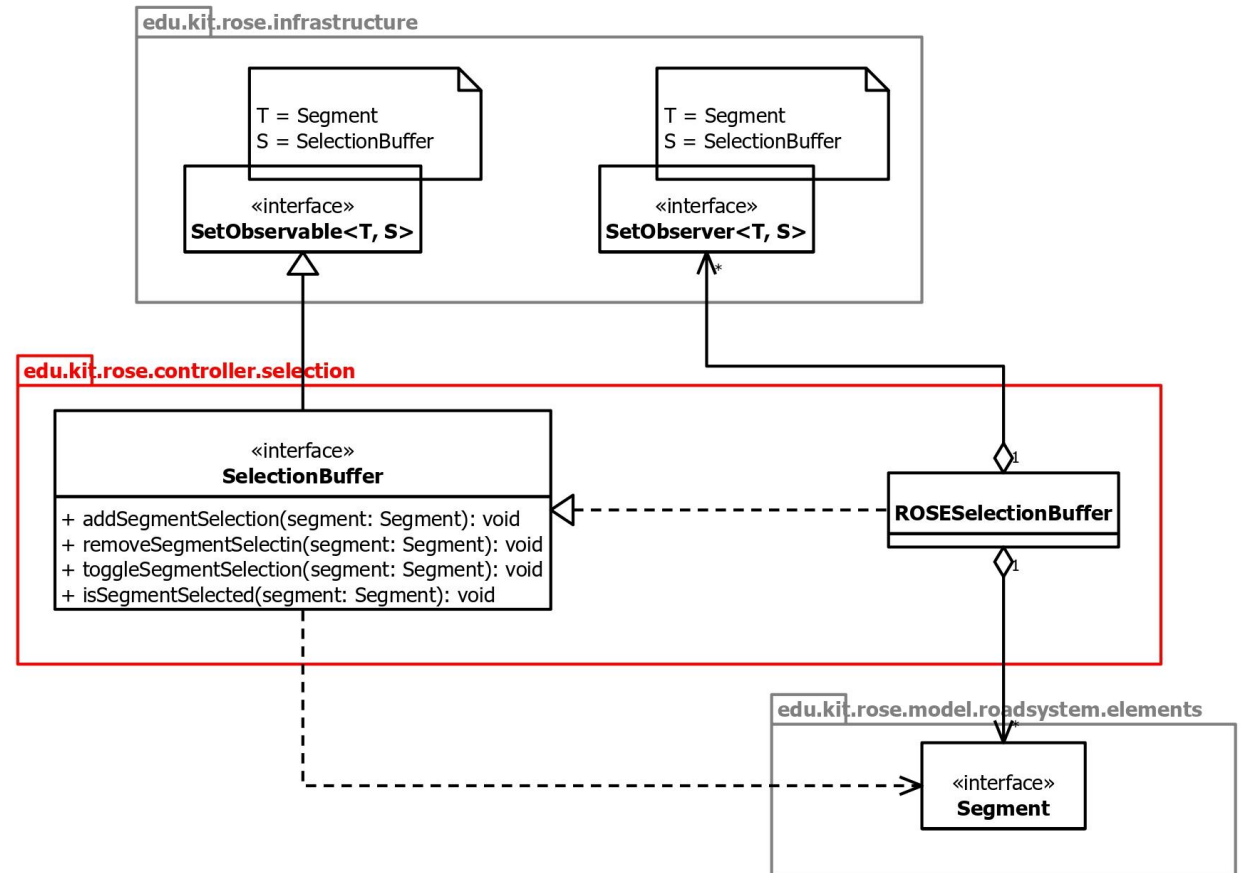 edu.kit.rose.infrastructure
T = Segment
S = SelectionBuffer
«interface»
SetObservable<T, S>
T = Segment
S = SelectionBuffer
«interface»
SetObserver<T, S>
*
edu.kit.rose.controller.selection
«interface»
SelectionBuffer
+ addSegmentSelection(segment: Segment): void
+ removeSegmentSelectin(segment: Segment): void
+ toggleSegmentSelection(segment: Segment): void
+ isSegmentSelected(segment: Segment): void
1
ROSESelectionBuffer
1
edu.kit.rose.model.roadsystem.elements
*
«interface»
Segment